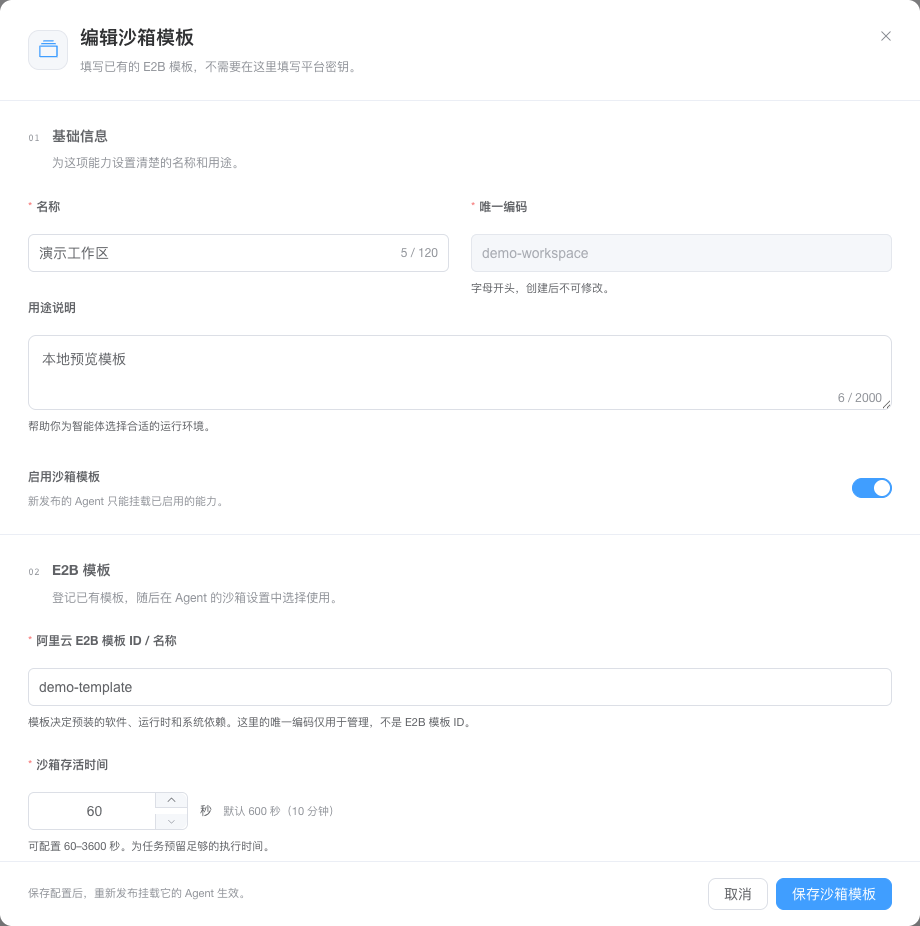 编辑沙箱模板
填写已有的 E2B 模板，不需要在这里填写平台密钥。
01 基础信息
为这项能力设置清楚的名称和用途。
* 名称
* 唯一编码
演示工作区 5 / 120
demo-workspace
字母开头，创建后不可修改。
用途说明
本地预览模板
6 / 2000
帮助你为智能体选择合适的运行环境。
启用沙箱模板
新发布的 Agent 只能挂载已启用的能力。
02 E2B 模板
登记已有模板，随后在 Agent 的沙箱设置中选择使用。
* 阿里云 E2B 模板 ID / 名称
demo-template
模板决定预装的软件、运行时和系统依赖。这里的唯一编码仅用于管理，不是 E2B 模板 ID。
* 沙箱存活时间
60 秒 默认 600 秒（10 分钟）
可配置 60–3600 秒。为任务预留足够的执行时间。
保存配置后，重新发布挂载它的 Agent 生效。
取消 保存沙箱模板